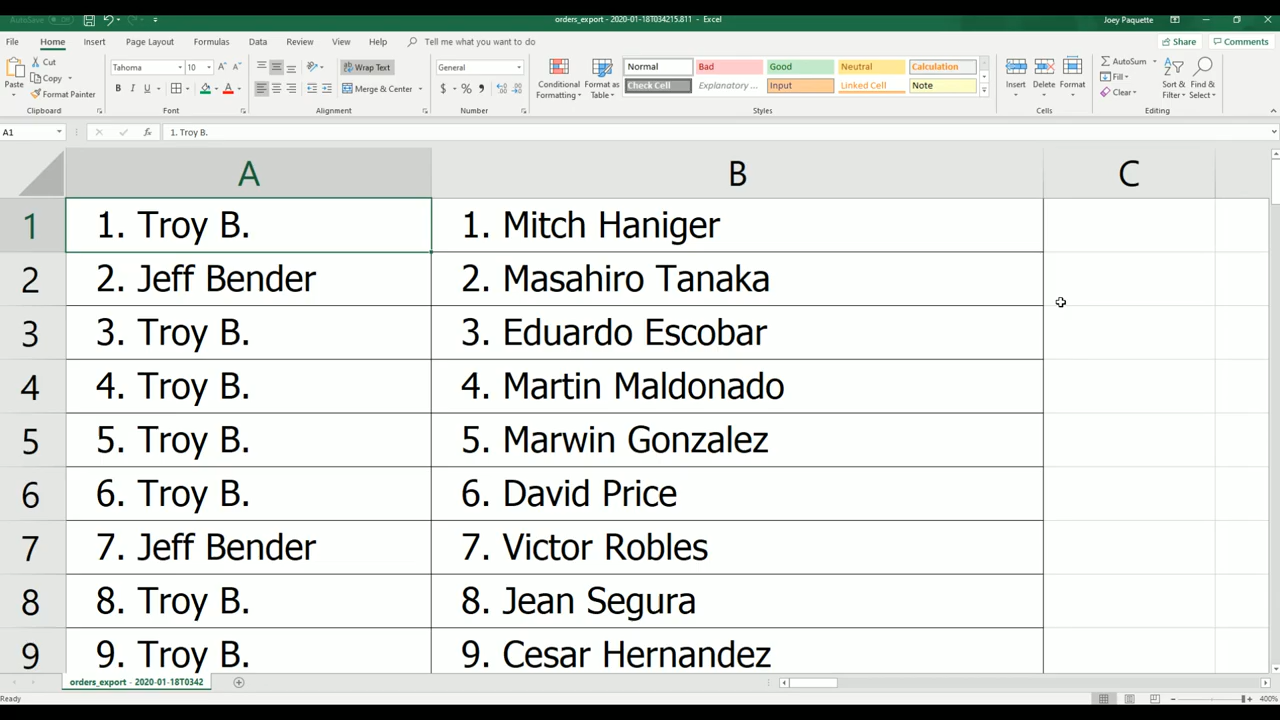 AutoSave Off
orders_export - 2020-01-18T034215.811 - Excel
Joey Paquette
File Home Insert Page Layout Formulas Data Review View Help Tell me what you want to do
Share Comments
Paste
Cut
Copy
Format Painter
Clipboard
Tahoma 10
B I U
Font
Wrap Text
Merge & Center
Alignment
General
$ % ,
Number
Conditional Formatting
Format as Table
Normal Bad Good Neutral Calculation
Check Cell Explanatory ... Input Linked Cell Note
Styles
Insert Delete Format
Cells
AutoSum
Fill
Clear
Sort & Filter
Find & Select
Editing
A1 fx 1. Troy B.
A B C
1 1. Troy B. 1. Mitch Haniger
2 2. Jeff Bender 2. Masahiro Tanaka
3 3. Troy B. 3. Eduardo Escobar
4 4. Troy B. 4. Martin Maldonado
5 5. Troy B. 5. Marwin Gonzalez
6 6. Troy B. 6. David Price
7 7. Jeff Bender 7. Victor Robles
8 8. Troy B. 8. Jean Segura
9 9. Troy B. 9. Cesar Hernandez
orders_export - 2020-01-18T0342
Ready
400%